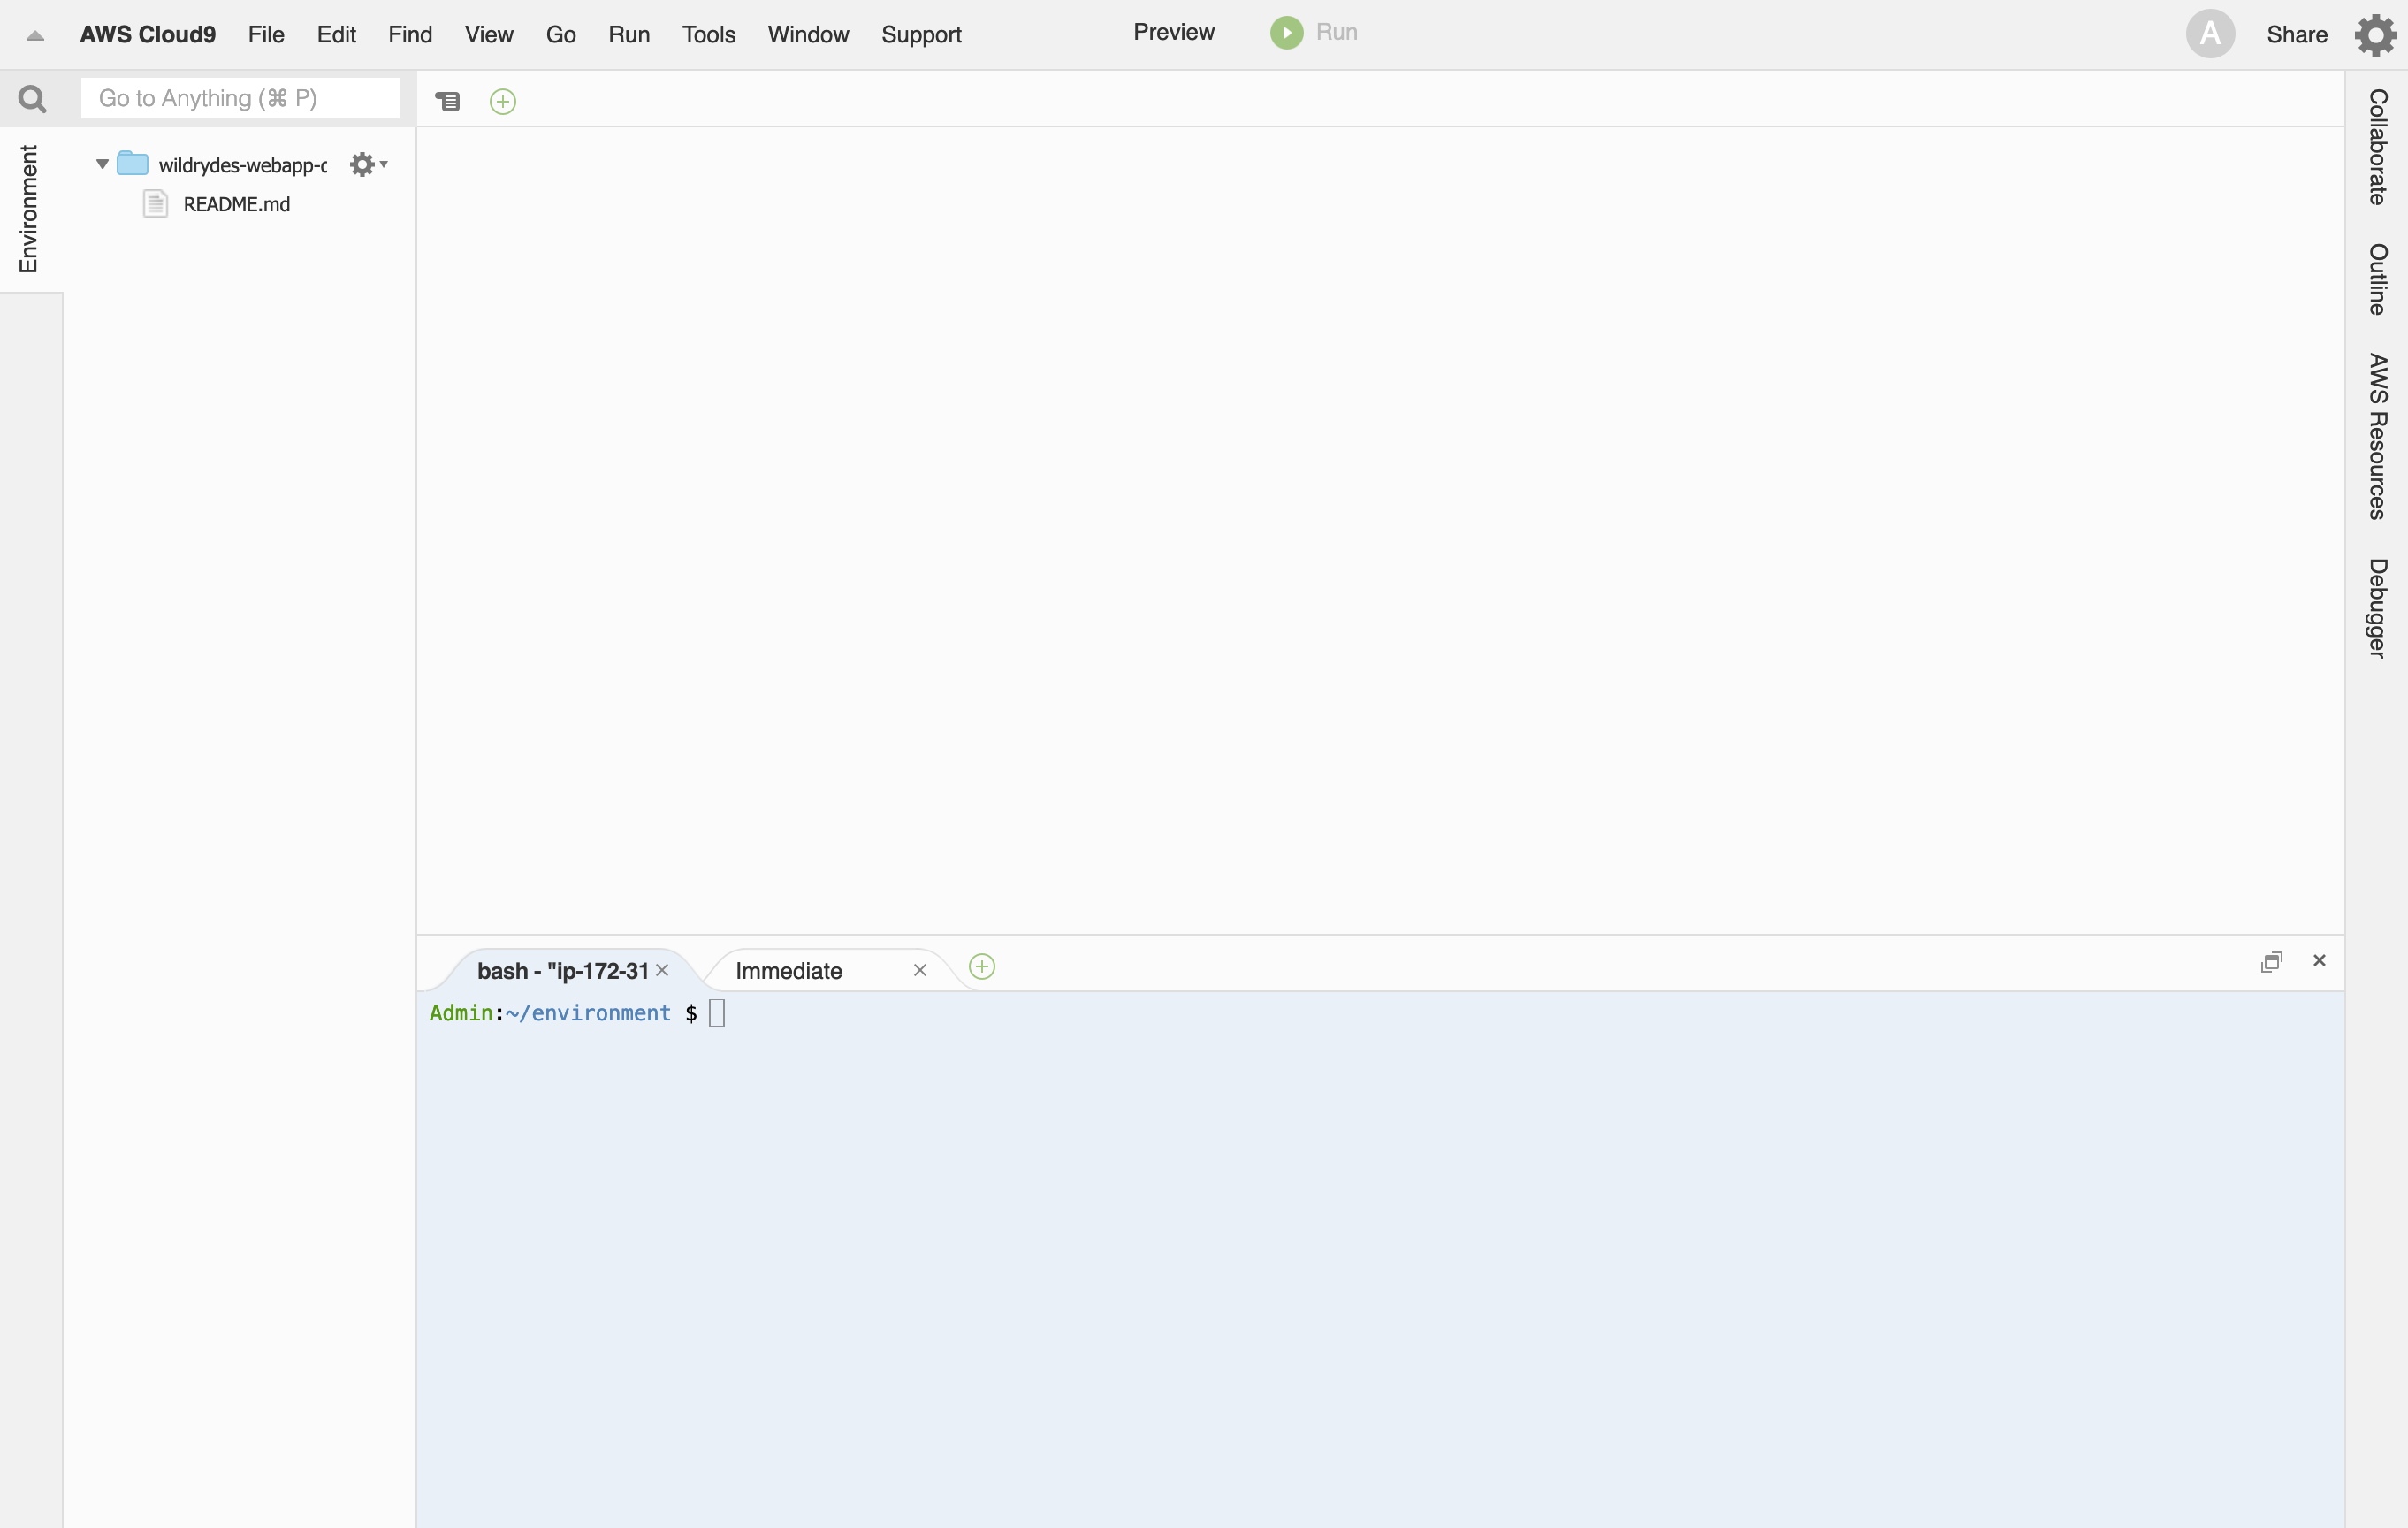 AWS Cloud9 File Edit Find View Go Run Tools Window Support Preview Run A Share
Go to Anything (⌘ P)
Environment
wildrydes-webapp-c
README.md
Collaborate
Outline
AWS Resources
Debugger
bash - "ip-172-31 Immediate
Admin:~/environment $